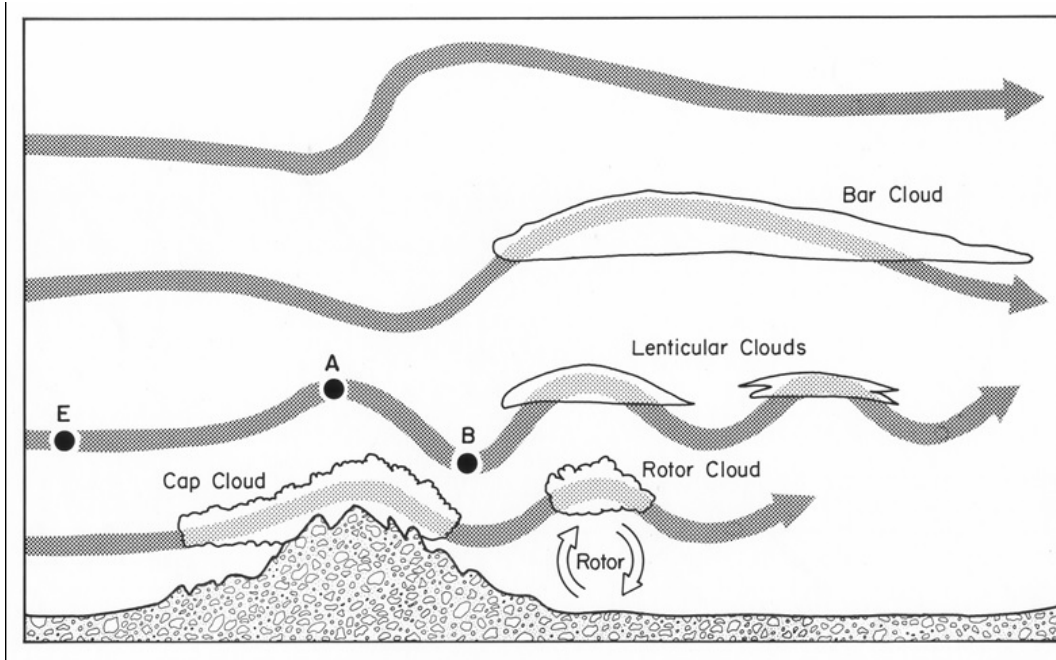 Bar Cloud
Lenticular Clouds
A
E
B
Cap Cloud
Rotor Cloud
Rotor